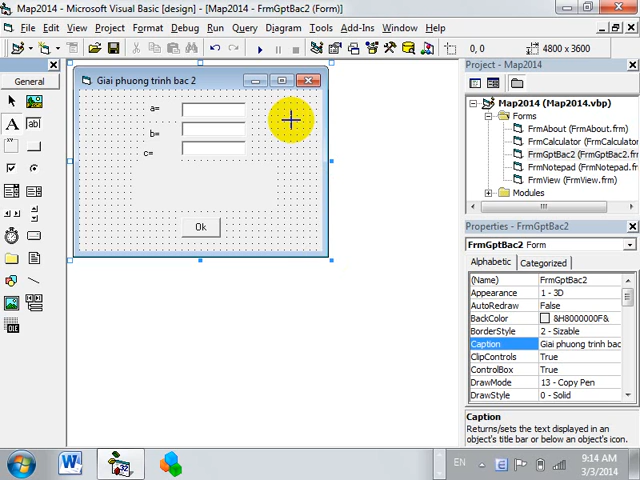 Map2014 - Microsoft Visual Basic [design] - [Map2014 - FrmGptBac2 (Form)]
File Edit View Project Format Debug Run Query Diagram Tools Add-Ins Window Help
0, 0 4800 x 3600
General
A
ab|
OLE
Giai phuong trinh bac 2
a=
b=
c=
Ok
Project - Map2014
Map2014 (Map2014.vbp)
Forms
FrmAbout (FrmAbout.frm)
FrmCalculator (FrmCalculator
FrmGptBac2 (FrmGptBac2.fr
FrmNotepad (FrmNotepad.frm
FrmView (FrmView.frm)
Modules
Properties - FrmGptBac2
FrmGptBac2 Form
Alphabetic Categorized
(Name) FrmGptBac2
Appearance 1 - 3D
AutoRedraw False
BackColor &H8000000F&
BorderStyle 2 - Sizable
Caption Giai phuong trinh bac
ClipControls True
ControlBox True
DrawMode 13 - Copy Pen
DrawStyle 0 - Solid
Caption
Returns/sets the text displayed in an
object's title bar or below an object's icon.
W
32
EN
9:14 AM
3/3/2014